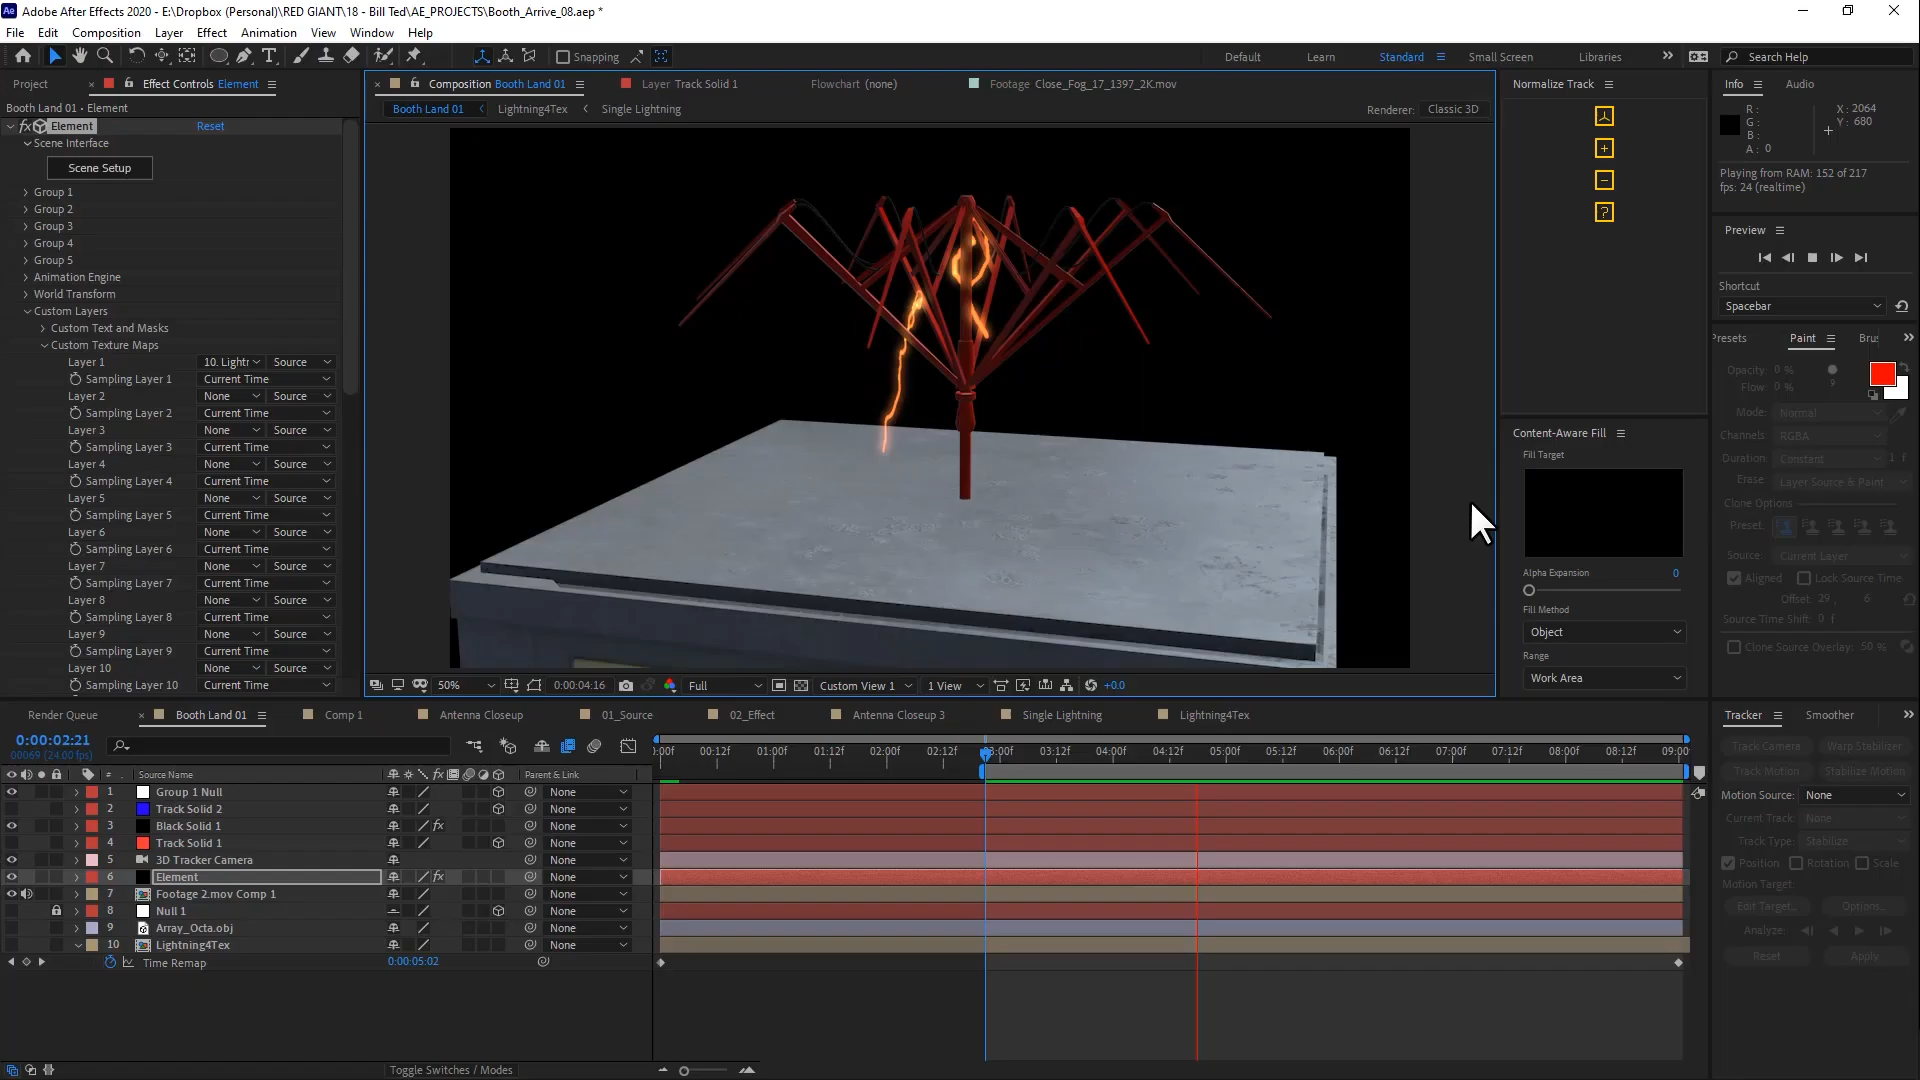 Adobe After Effects 2020 - E:\Dropbox (Personal)\RED GIANT\18 - Bill Ted\AE_PROJECTS\Booth_Arrive_08.aep *
File Edit Composition Layer Effect Animation View Window Help
Snapping Default Learn Standard Small Screen Libraries Search Help
Project Effect Controls Element Composition Booth Land 01 Layer Track Solid 1 Flowchart (none) Footage Close_Fog_17_1397_2K.mov Normalize Track Info Audio
Booth Land 01 • Element
Booth Land 01 Lightning4Tex Single Lightning Renderer: Classic 3D
R : X : 2064
G : Y : 680
B :
A : 0
fx Element Reset
Scene Interface
Scene Setup
Playing from RAM: 152 of 217
fps: 24 (realtime)
Group 1
Group 2
Group 3
Group 4
Group 5
Preview
Animation Engine
World Transform
Shortcut
Spacebar
Custom Layers
Custom Text and Masks
Custom Texture Maps
Presets Paint Brus
Layer 1 10. Lightr Source
Sampling Layer 1 Current Time
Layer 2 None Source
Sampling Layer 2 Current Time
Layer 3 None Source
Sampling Layer 3 Current Time
Layer 4 None Source
Sampling Layer 4 Current Time
Layer 5 None Source
Sampling Layer 5 Current Time
Layer 6 None Source
Sampling Layer 6 Current Time
Layer 7 None Source
Sampling Layer 7 Current Time
Layer 8 None Source
Sampling Layer 8 Current Time
Layer 9 None Source
Sampling Layer 9 Current Time
Layer 10 None Source
Sampling Layer 10 Current Time
Content-Aware Fill
Fill Target
Alpha Expansion 0
Fill Method
Object
Range
Work Area
Opacity: 0 %
Flow: 0 % 9
Mode: Normal
Channels: RGBA
Duration: Constant 1 f
Erase: Layer Source & Paint
Clone Options
Preset:
Source: Current Layer
Aligned Lock Source Time
Offset: 29 , 6
Source Time Shift: 0 f
Clone Source Overlay: 50 %
50% 0:00:04:16 Full Custom View 1 1 View +0.0
Render Queue Booth Land 01 Comp 1 Antenna Closeup 01_Source 02_Effect Antenna Closeup 3 Single Lightning Lightning4Tex
0:00:02:21
00069 (24.00 fps)
:00f 00:12f 01:00f 01:12f 02:00f 02:12f 03:00f 03:12f 04:00f 04:12f 05:00f 05:12f 06:00f 06:12f 07:00f 07:12f 08:00f 08:12f 09:00
# Source Name fx Parent & Link
1 Group 1 Null None
2 Track Solid 2 None
3 Black Solid 1 fx None
4 Track Solid 1 None
5 3D Tracker Camera None
6 Element fx None
7 Footage 2.mov Comp 1 None
8 Null 1 None
9 Array_Octa.obj None
10 Lightning4Tex None
Time Remap 0:00:05:02
Toggle Switches / Modes
Tracker Smoother
Track Camera Warp Stabilizer
Track Motion Stabilize Motion
Motion Source: None
Current Track: None
Track Type: Stabilize
Position Rotation Scale
Motion Target:
Edit Target... Options...
Analyze:
Reset Apply